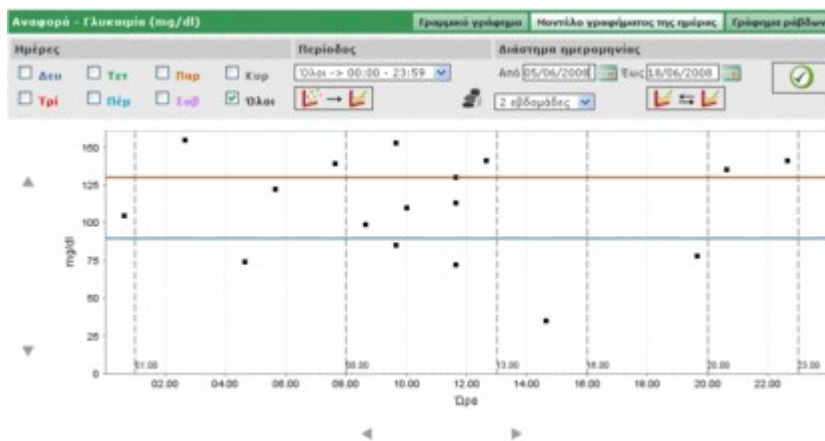 Αναφορά - Γλυκαιμία (mg/dl) Γραμμικό γράφημα Μοντέλο γραφήματος της ημέρας Γράφημα ράβδων
Ημέρες Περίοδος Διάστημα ημερομηνίας
Δευ Τετ Παρ Κυρ Όλοι -> 00:00 - 23:59 Από 05/06/2008 Έως 18/06/2008
Τρί Πέμ Σαβ Όλοι 2 εβδομάδες
150
125
100
75
50
25
0
mg/dl
01.00 08.00 13.00 16.00 20.00 23.00
02.00 04.00 06.00 08.00 10.00 12.00 14.00 16.00 18.00 20.00 22.00
Ώρε